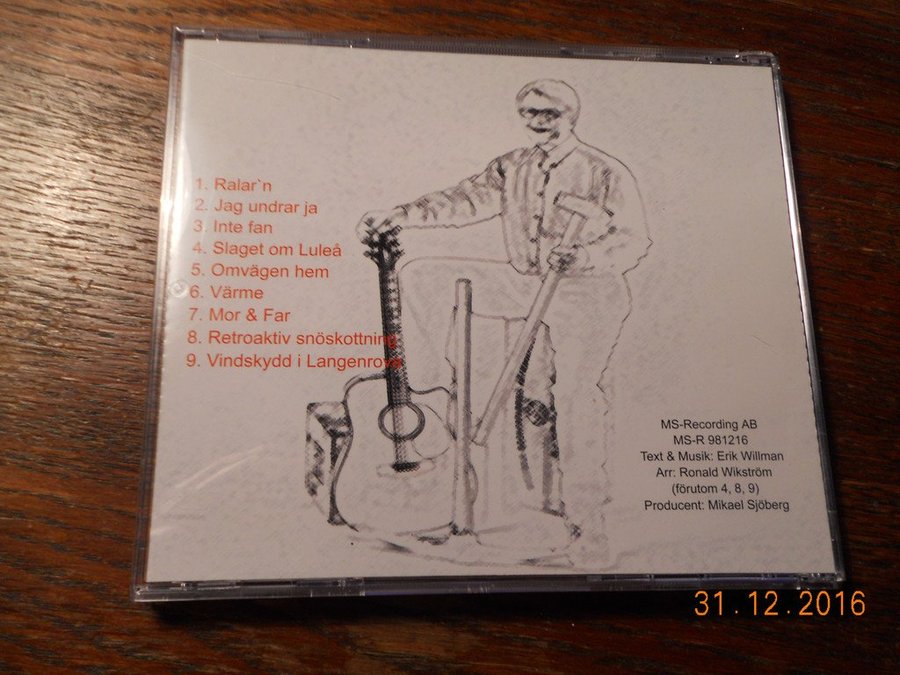 1. Ralar`n
2. Jag undrar ja
3. Inte fan
4. Slaget om Luleå
5. Omvägen hem
6. Värme
7. Mor & Far
8. Retroaktiv snöskottning
9. Vindskydd i Langenrova
MS-Recording AB
MS-R 981216
Text & Musik: Erik Willman
Arr: Ronald Wikström
(förutom 4, 8, 9)
Producent: Mikael Sjöberg
31.12.2016